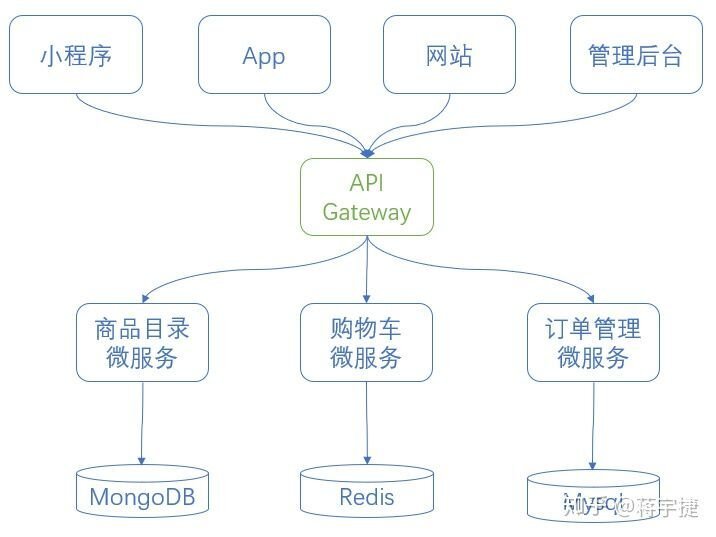 小程序
App
网站
管理后台
API
Gateway
商品目录
微服务
购物车
微服务
订单管理
微服务
MongoDB
Redis
Mysql
知乎 @蒋宇捷